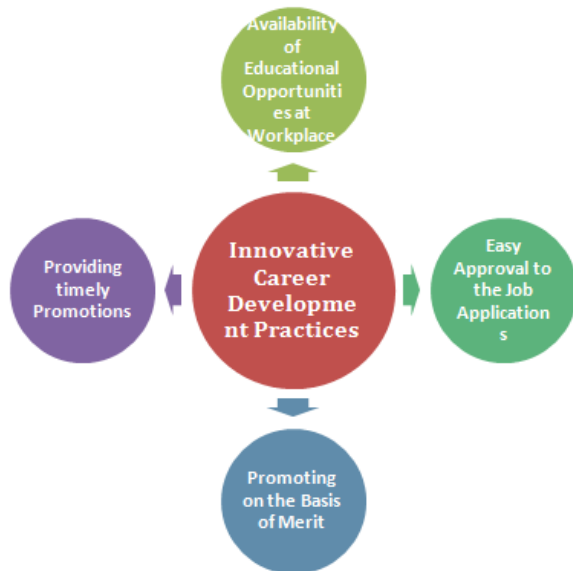 Availability
of
Educational
Opportuniti
es at
Workplace
Providing
timely
Promotions
Innovative
Career
Developme
nt Practices
Easy
Approval to
the Job
Application
s
Promoting
on the Basis
of Merit